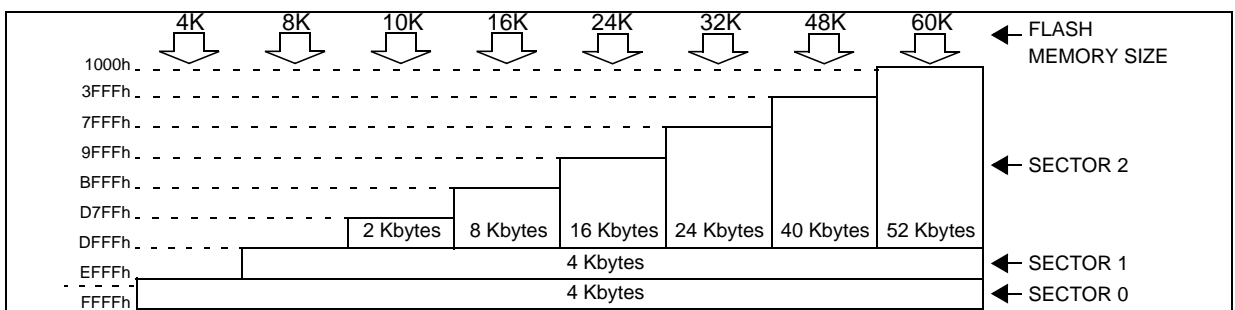 4K 8K 10K 16K 24K 32K 48K 60K
FLASH
MEMORY SIZE
1000h
3FFFh
7FFFh
9FFFh
SECTOR 2
BFFFh
D7FFh
2 Kbytes 8 Kbytes 16 Kbytes 24 Kbytes 40 Kbytes 52 Kbytes
DFFFh
4 Kbytes SECTOR 1
EFFFh
4 Kbytes SECTOR 0
FFFFh